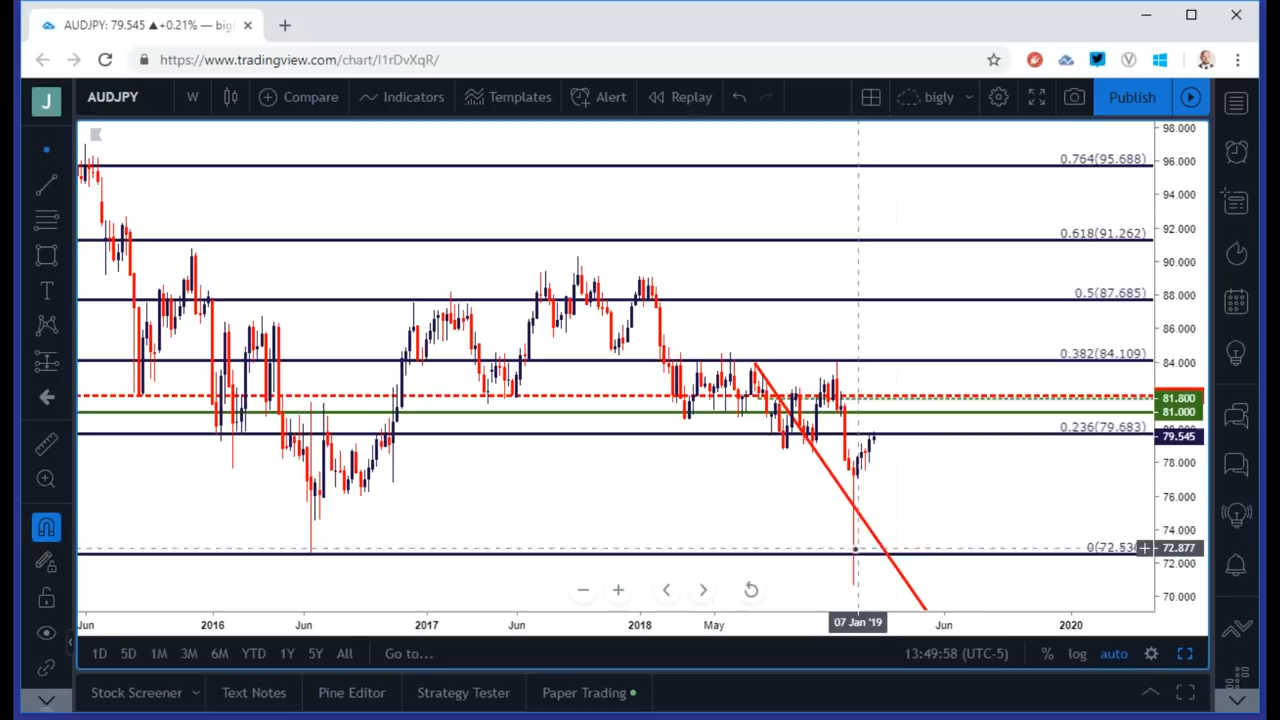 AUDJPY: 79.545 ▲+0.21% — bigl
https://www.tradingview.com/chart/I1rDvXqR/
J
AUDJPY
W
Compare
Indicators
Templates
Alert
Replay
bigly
Publish
0.764(95.688)
0.618(91.262)
0.5(87.685)
0.382(84.109)
0.236(79.683)
0(72.530
98.000
96.000
94.000
92.000
90.000
88.000
86.000
84.000
81.800
81.000
79.545
78.000
76.000
74.000
72.877
72.000
70.000
Jun 2016 Jun 2017 Jun 2018 May 07 Jan '19 Jun 2020
1D 5D 1M 3M 6M YTD 1Y 5Y All Go to... 13:49:58 (UTC-5) % log auto
Stock Screener Text Notes Pine Editor Strategy Tester Paper Trading